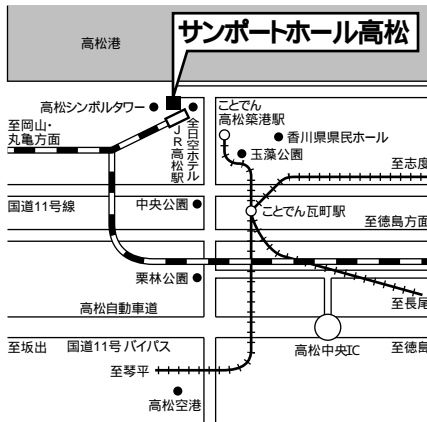 高松港
サンポートホール高松
高松シンボルタワー
全日空ホテル
JR高松駅
ことでん
高松築港駅
香川県県民ホール
玉藻公園
至岡山・
丸亀方面
至志度
国道11号線
中央公園
ことでん瓦町駅
至徳島方面
栗林公園
高松自動車道
至長尾
至坂出
国道11号バイパス
高松中央IC
至徳島
至琴平
高松空港